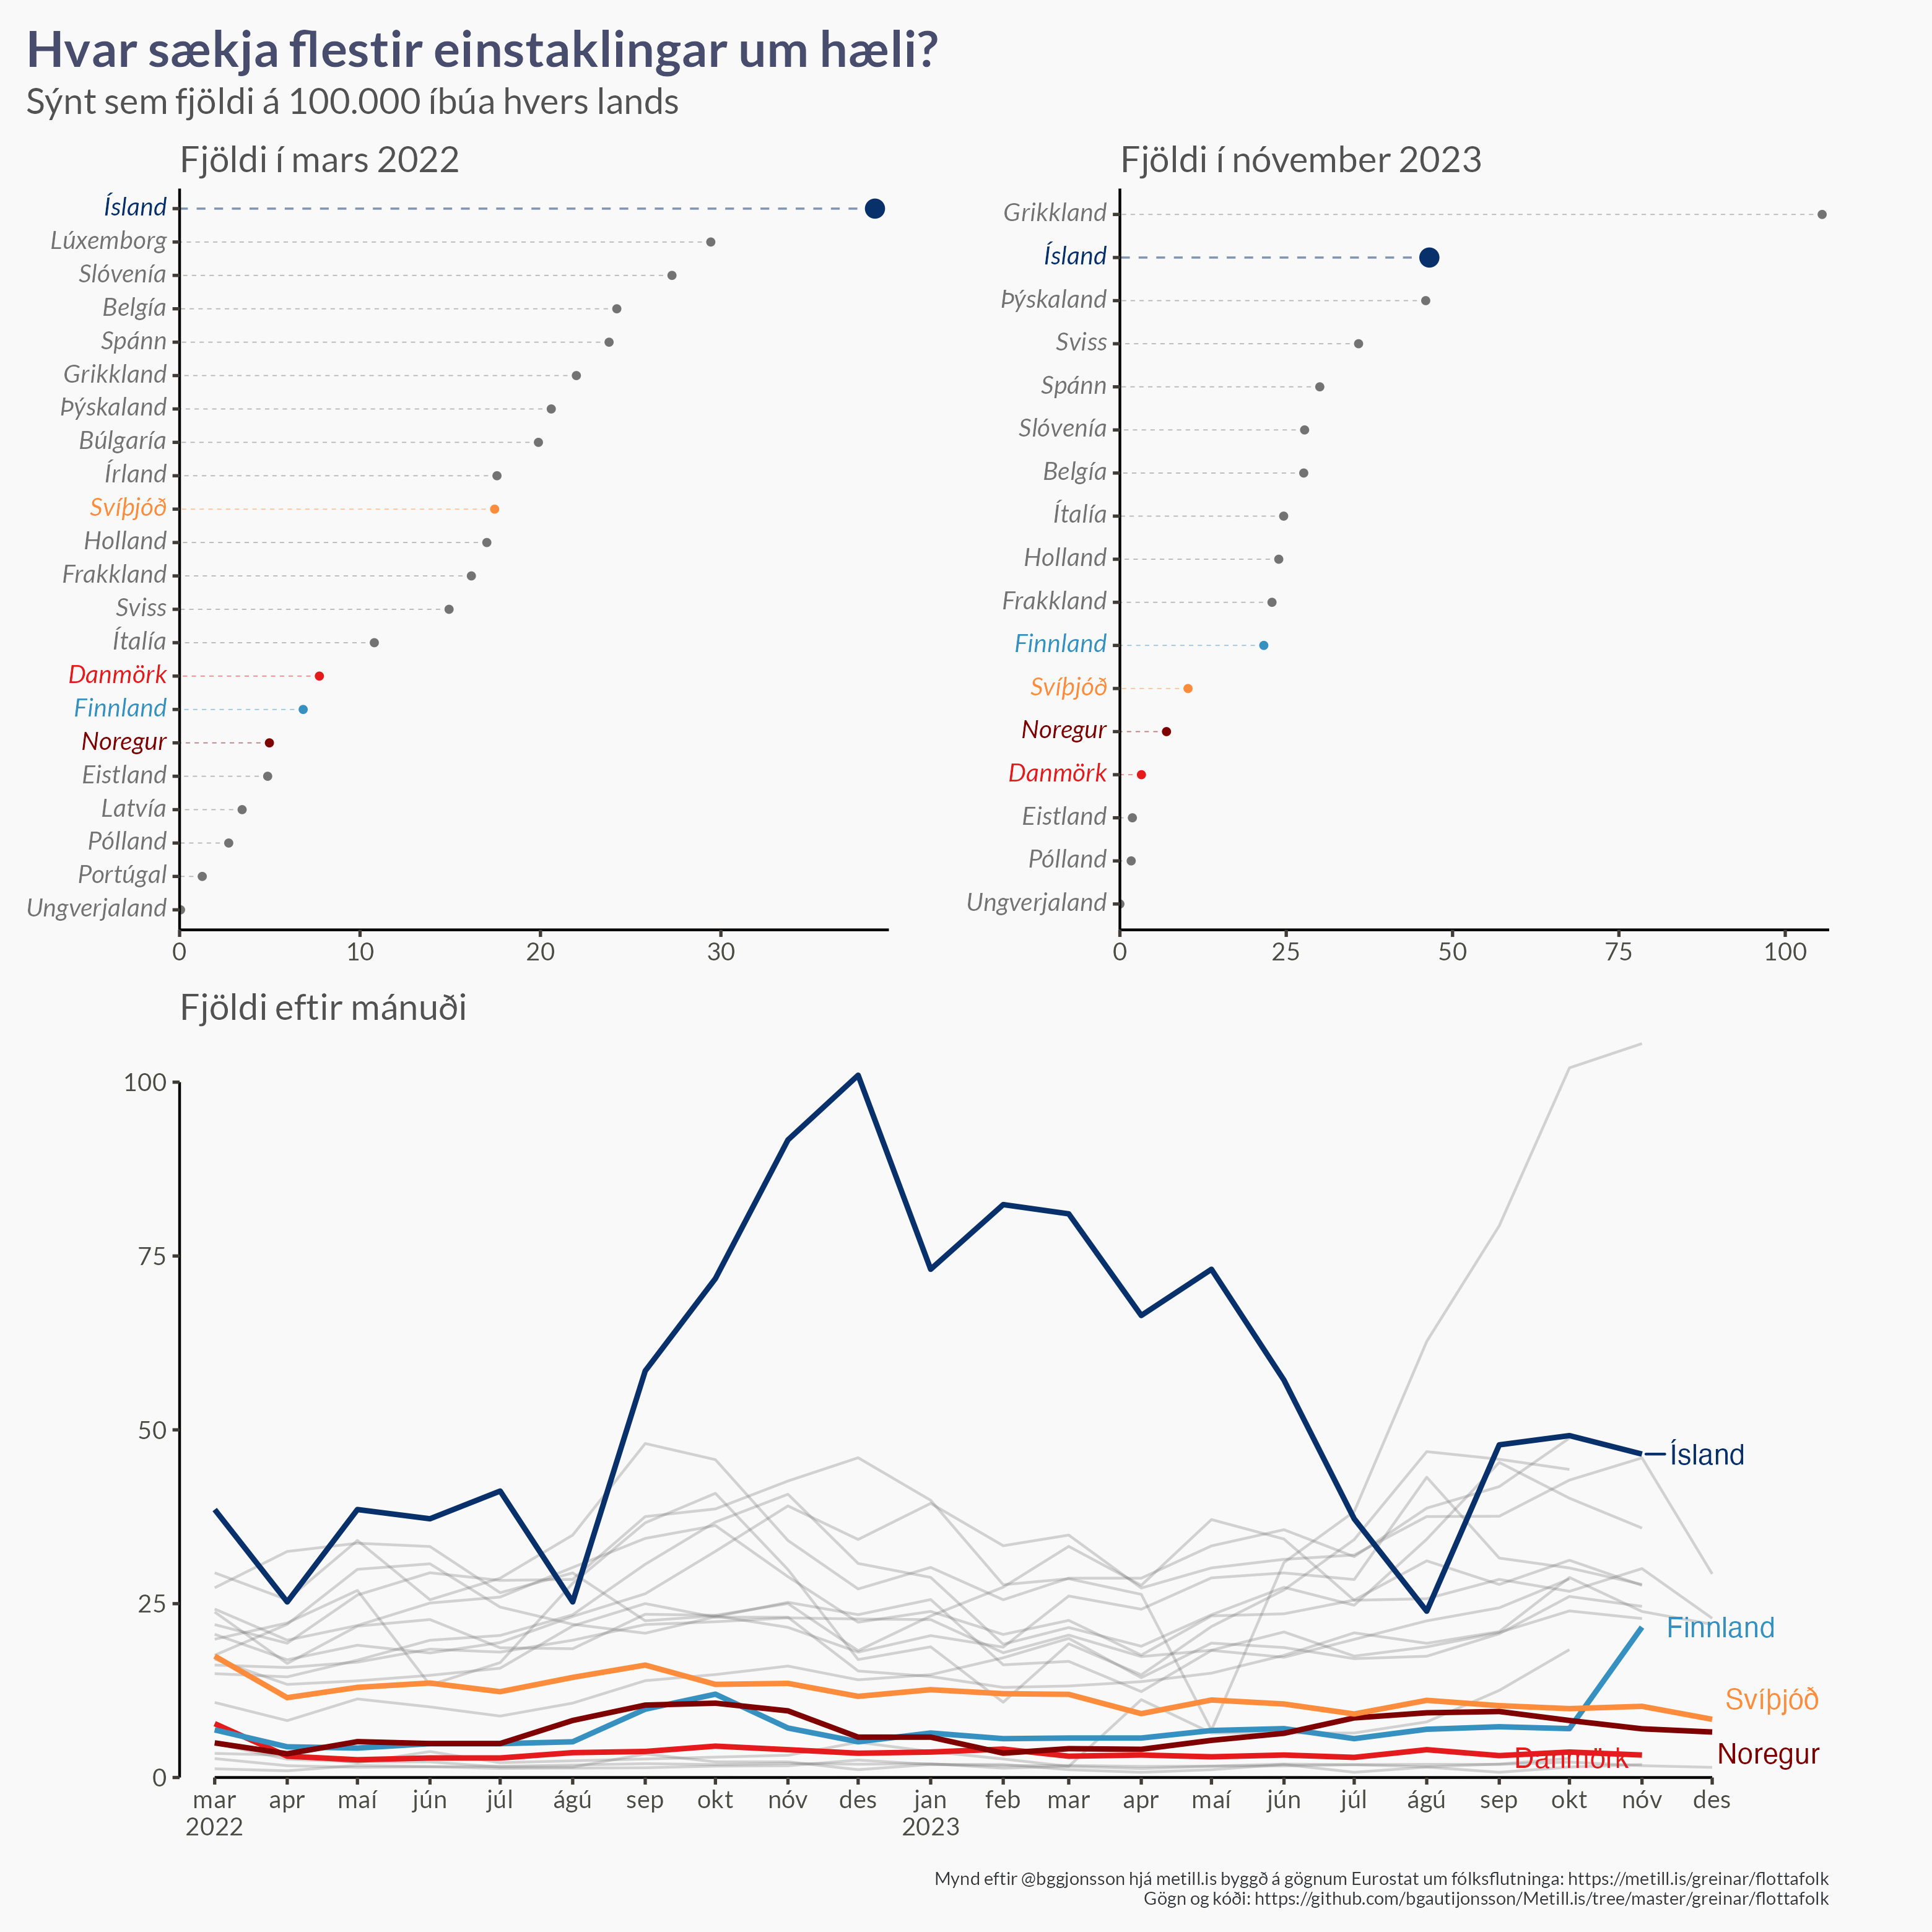 Hvar sækja flestir einstaklingar um hæli?
Sýnt sem fjöldi á 100.000 íbúa hvers lands
Fjöldi í mars 2022
Ísland
Lúxemborg
Slóvenía
Belgía
Spánn
Grikkland
Þýskaland
Búlgaría
Írland
Svíþjóð
Holland
Frakkland
Sviss
Ítalía
Danmörk
Finnland
Noregur
Eistland
Latvía
Pólland
Portúgal
Ungverjaland
0 10 20 30
Fjöldi í nóvember 2023
Grikkland
Ísland
Þýskaland
Sviss
Spánn
Slóvenía
Belgía
Ítalía
Holland
Frakkland
Finnland
Svíþjóð
Noregur
Danmörk
Eistland
Pólland
Ungverjaland
0 25 50 75 100
Fjöldi eftir mánuði
100
75
50
25
0
Ísland
Finnland
Svíþjóð
Noregur
Danmörk
mar apr maí jún júl ágú sep okt nóv des jan feb mar apr maí jún júl ágú sep okt nóv des
2022 2023
Mynd eftir @bggjonsson hjá metill.is byggð á gögnum Eurostat um fólksflutninga: https://metill.is/greinar/flottafolk
Gögn og kóði: https://github.com/bgautijonsson/Metill.is/tree/master/greinar/flottafolk